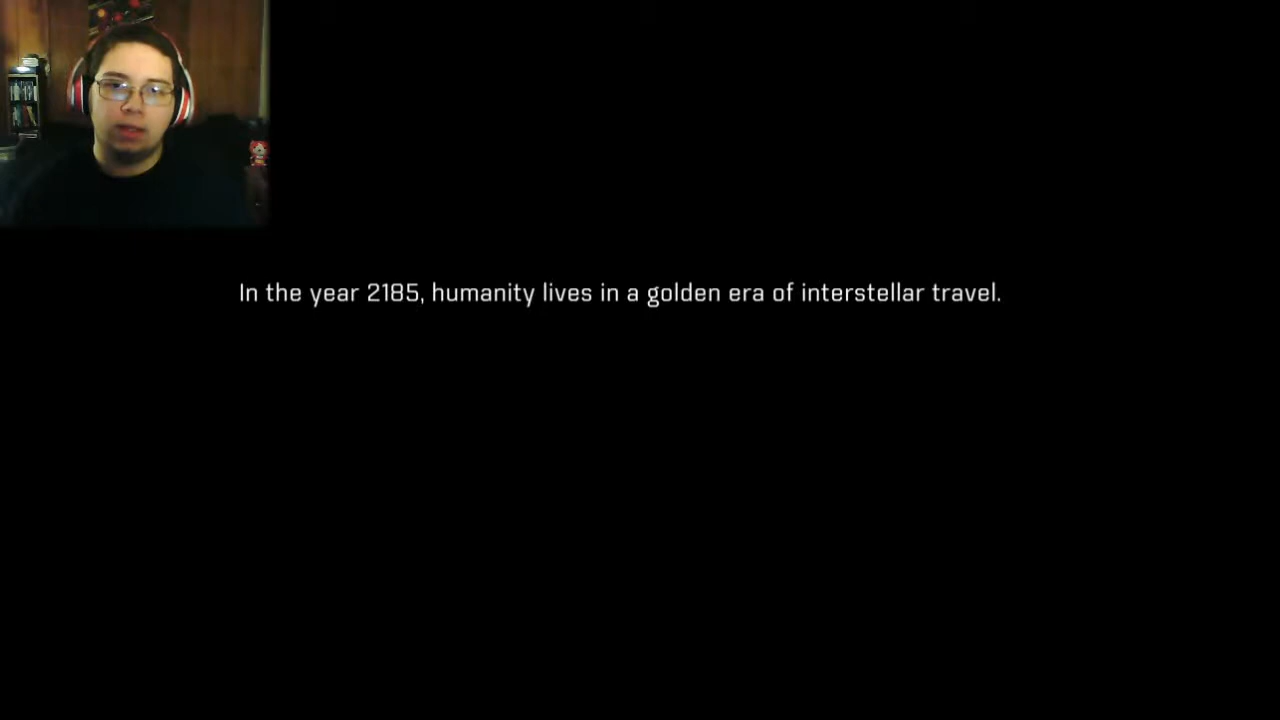 In the year 2185, humanity lives in a golden era of interstellar travel.